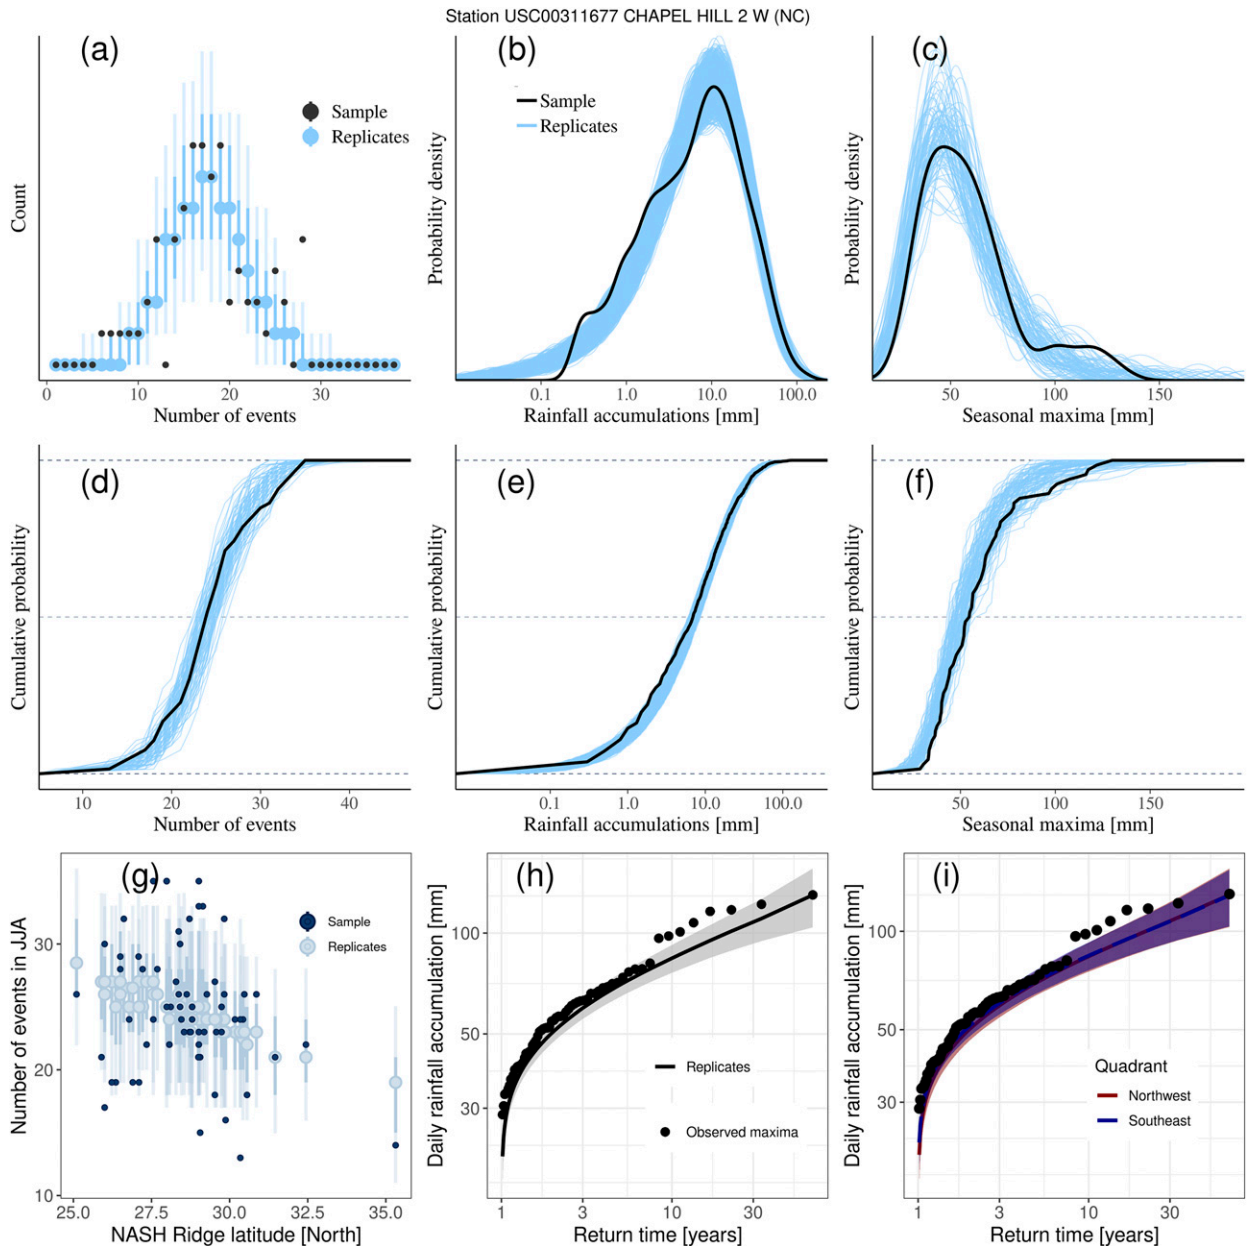 Station USC00311677 CHAPEL HILL 2 W (NC)
(a)
Count
Sample
Replicates
0 10 20 30
Number of events
(b)
Probability density
Sample
Replicates
0.1 1.0 10.0 100.0
Rainfall accumulations [mm]
(c)
Probability density
50 100 150
Seasonal maxima [mm]
(d)
Cumulative probability
10 20 30 40
Number of events
(e)
Cumulative probability
0.1 1.0 10.0 100.0
Rainfall accumulations [mm]
(f)
Cumulative probability
50 100 150
Seasonal maxima [mm]
(g)
Number of events in JJA
30
20
10
Sample
Replicates
25.0 27.5 30.0 32.5 35.0
NASH Ridge latitude [North]
(h)
Daily rainfall accumulation [mm]
100
50
30
Replicates
Observed maxima
1 3 10 30
Return time [years]
(i)
Daily rainfall accumulation [mm]
100
50
30
Quadrant
Northwest
Southeast
1 3 10 30
Return time [years]